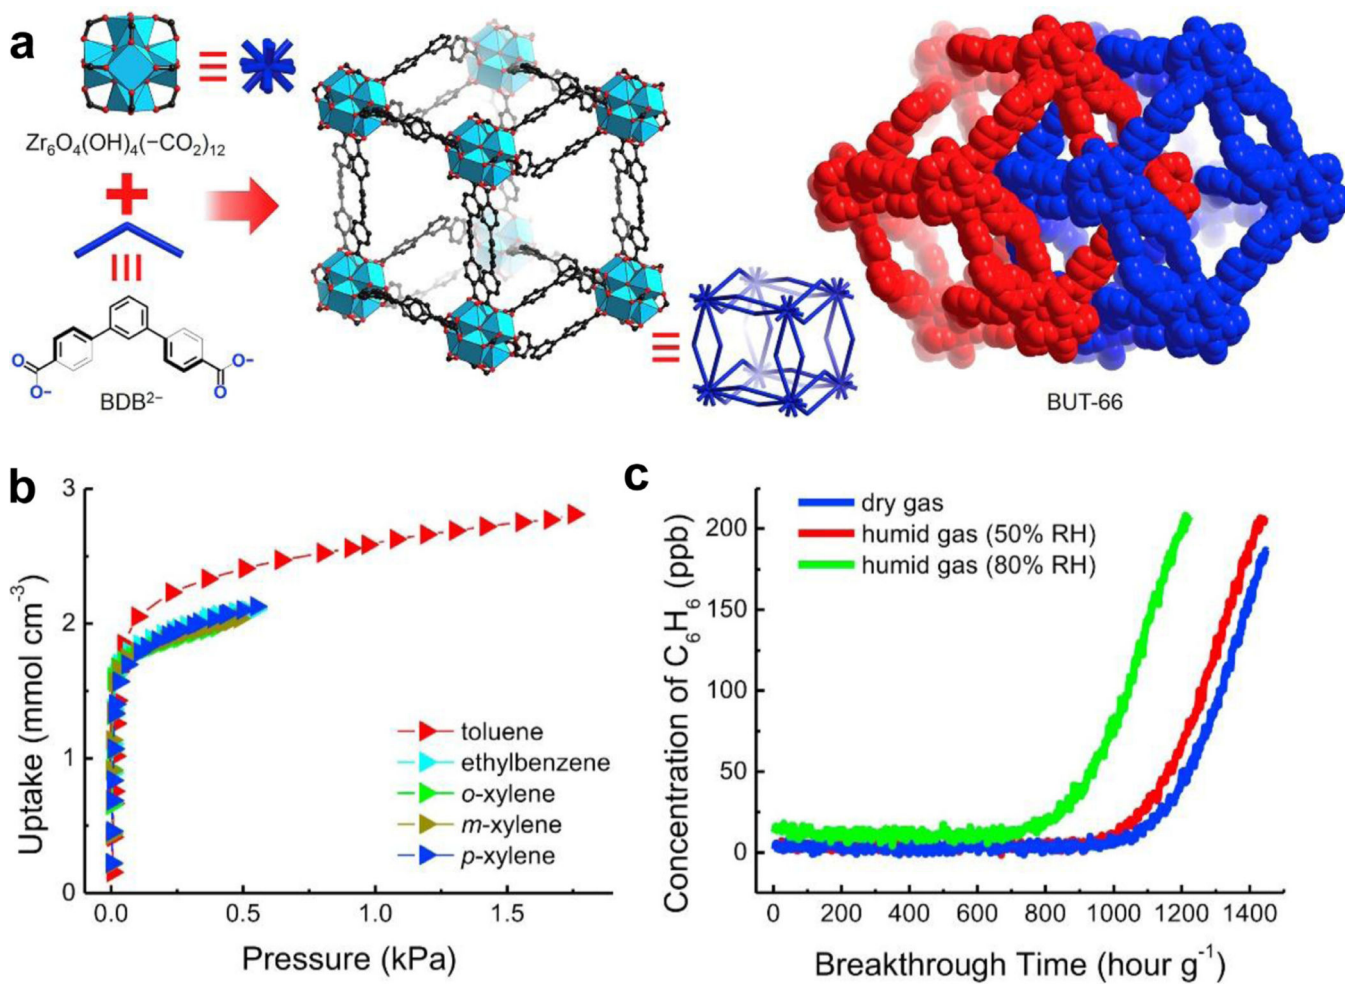 a
Zr₆O₄(OH)₄(−CO₂)₁₂
O
O⁻
O⁻
O
BDB²⁻
BUT-66
b
3
2
1
0
Uptake (mmol cm⁻³)
toluene
ethylbenzene
o-xylene
m-xylene
p-xylene
0.0 0.5 1.0 1.5
Pressure (kPa)
c
dry gas
humid gas (50% RH)
humid gas (80% RH)
200
150
100
50
0
Concentration of C₆H₆ (ppb)
0 200 400 600 800 1000 1200 1400
Breakthrough Time (hour g⁻¹)